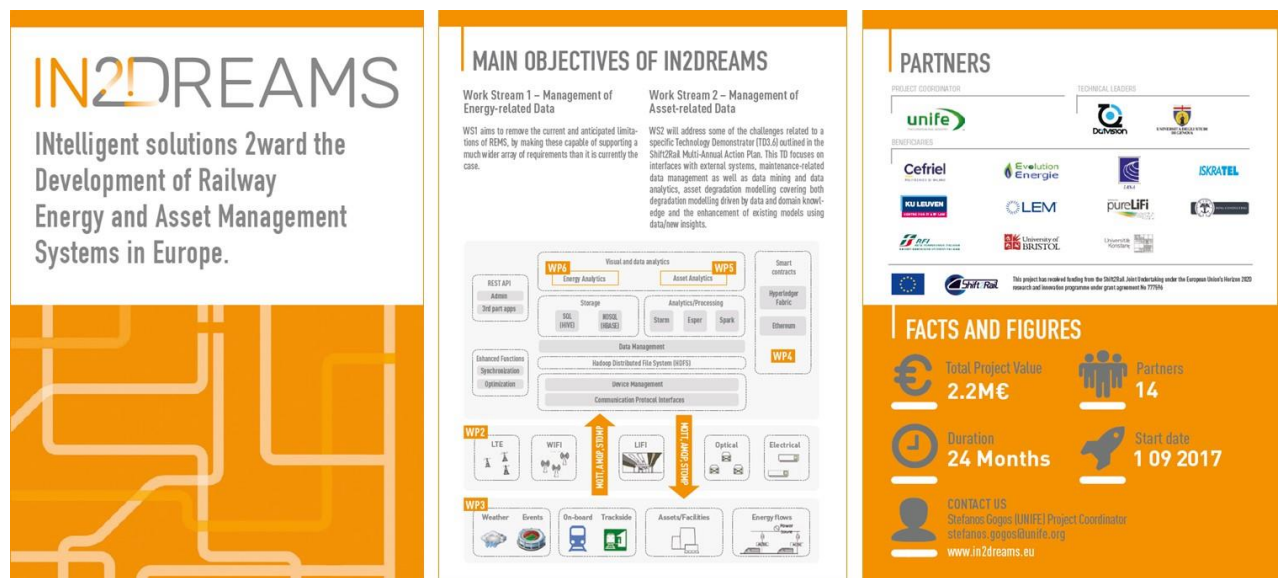 IN2DREAMS
INtelligent solutions 2ward the
Development of Railway
Energy and Asset Management
Systems in Europe.
MAIN OBJECTIVES OF IN2DREAMS
Work Stream 1 – Management of
Energy-related Data
WS1 aims to remove the current and anticipated limita-
tions of REMS, by making these capable of supporting a
much wider array of requirements than it is currently the
case.
Work Stream 2 – Management of
Asset-related Data
WS2 will address some of the challenges related to a
specific Technology Demonstrator (TD3.6) outlined in the
Shift2Rail Multi-Annual Action Plan. This TD focuses on
interfaces with external systems, maintenance-related
data management as well as data mining and data
analytics, asset degradation modelling covering both
degradation modelling driven by data and domain knowl-
edge and the enhancement of existing models using
data/new insights.
Visual and data analytics
WP6
Energy Analytics
WP5
Asset Analytics
REST API
Admin
3rd part apps
Storage
SQL
(HIVE)
NOSQL
(HBASE)
Analytics/Processing
Storm
Esper
Spark
Smart
contracts
Hyperledger
Fabric
Ethereum
WP4
Data Management
Hadoop Distributed File System (HDFS)
Enhanced Functions
Synchronization
Optimization
Device Management
Communication Protocol Interfaces
MQTT, AMQP, STOMP
MQTT, AMQP, STOMP
WP2
LTE
WIFI
LIFI
Optical
Electrical
WP3
Weather
Events
On-board
Trackside
Assets/Facilities
Energy flows
Power
PARTNERS
PROJECT COORDINATOR
TECHNICAL LEADERS
unife
BENEFICIARIES
Cefriel
Evolution
Energie
ISKRATEL
KU LEUVEN
LEM
pureLiFi
RFI
University of
BRISTOL
Universität
Konstanz
Shift2Rail
This project has received funding from the Shift2Rail Joint Undertaking under the European Union's Horizon 2020
research and innovation programme under grant agreement No 777596
FACTS AND FIGURES
Total Project Value
2.2M€
Partners
14
Duration
24 Months
Start date
1 09 2017
CONTACT US
Stefanos Gogos (UNIFE) Project Coordinator
stefanos.gogos@unife.org
www.in2dreams.eu